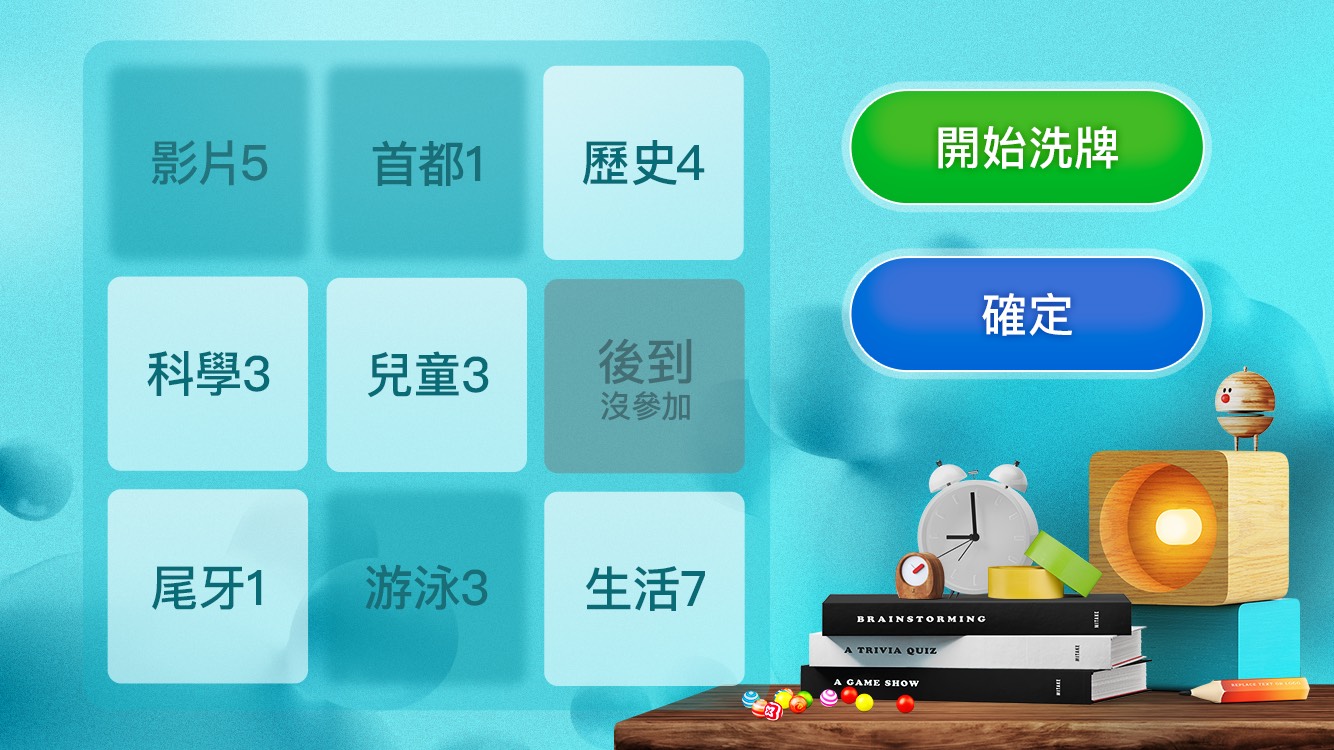 影片5
首都1
歷史4
科學3
兒童3
後到
沒參加
尾牙1
游泳3
生活7
開始洗牌
確定
BRAINSTORMING
A TRIVIA QUIZ
A GAME SHOW